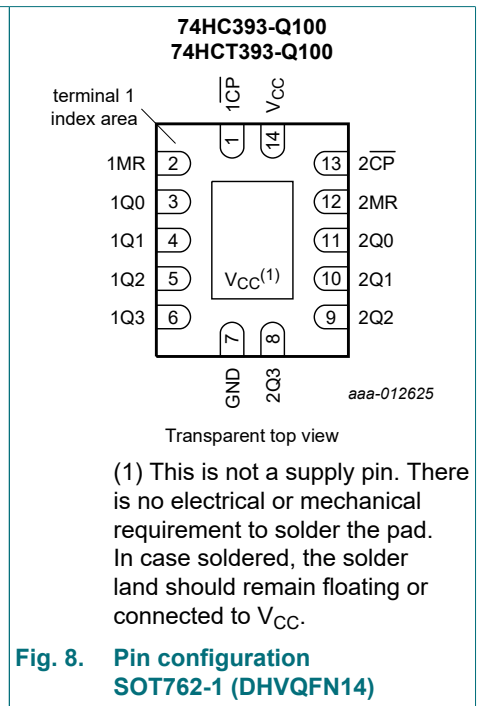 74HC393-Q100
74HCT393-Q100
terminal 1
index area
1C̅P̅
VCC
1
14
1MR 2
13 2C̅P̅
1Q0 3
12 2MR
1Q1 4
11 2Q0
1Q2 5
VCC(1)
10 2Q1
1Q3 6
9 2Q2
7
8
GND
2Q3
aaa-012625
Transparent top view
(1) This is not a supply pin. There
is no electrical or mechanical
requirement to solder the pad.
In case soldered, the solder
land should remain floating or
connected to VCC.
Fig. 8. Pin configuration
SOT762-1 (DHVQFN14)